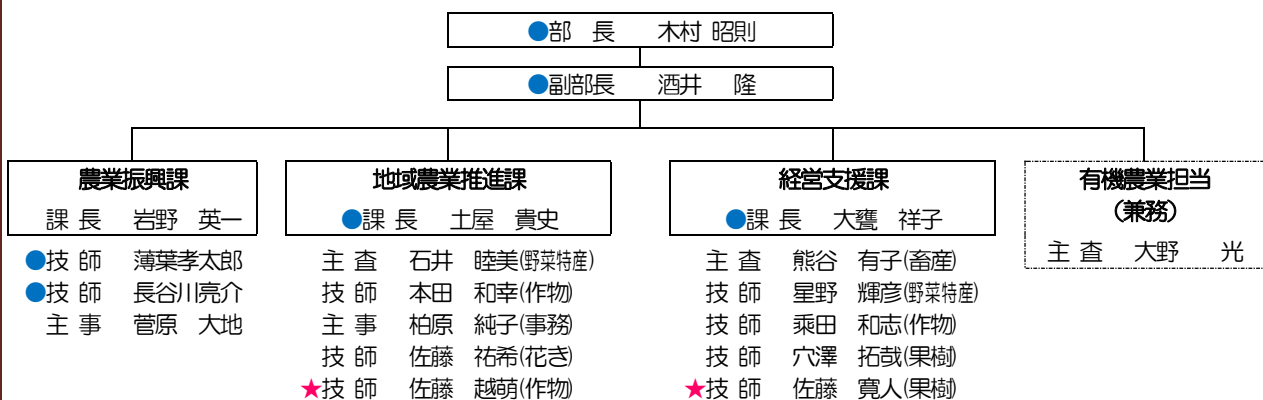 ●部 長 木村 昭則
●副部長 酒井 隆
農業振興課
課 長 岩野 英一
●技 師 薄葉孝太郎
●技 師 長谷川亮介
主 事 菅原 大地
地域農業推進課
●課 長 土屋 貴史
主 査 石井 睦美(野菜特産)
技 師 本田 和幸(作物)
主 事 柏原 純子(事務)
技 師 佐藤 祐希(花き)
★技 師 佐藤 越萌(作物)
経営支援課
●課 長 大甕 祥子
主 査 熊谷 有子(畜産)
技 師 星野 輝彦(野菜特産)
技 師 乘田 和志(作物)
技 師 穴澤 拓哉(果樹)
★技 師 佐藤 寛人(果樹)
有機農業担当
(兼務)
主 査 大野 光